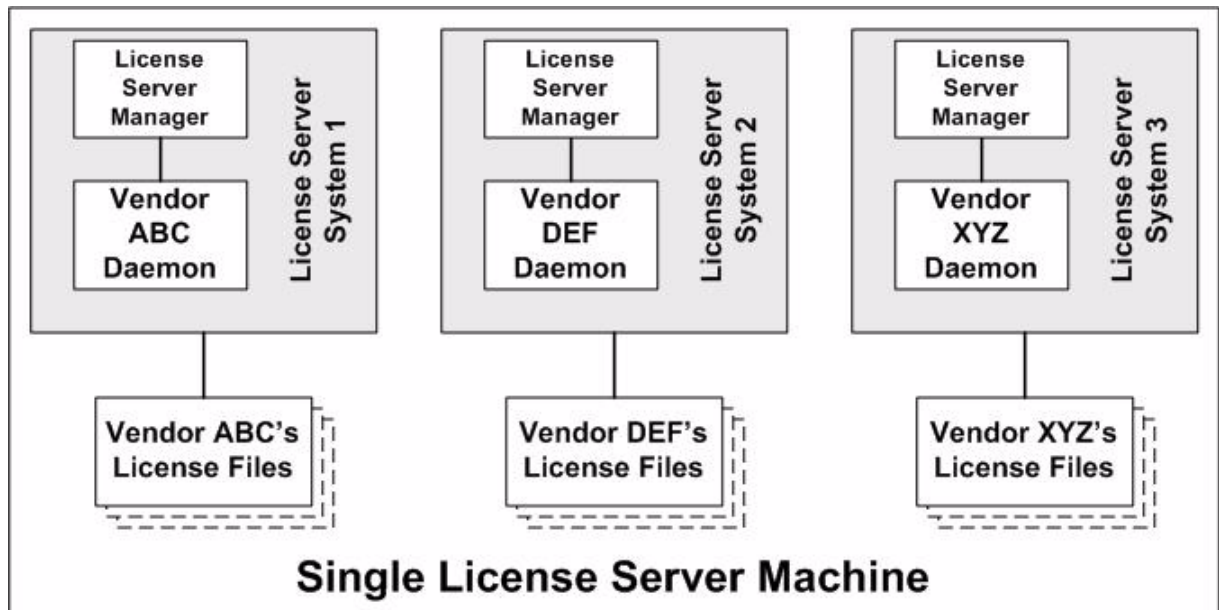 License
Server
Manager
Vendor
ABC
Daemon
License Server
System 1
Vendor ABC's
License Files
License
Server
Manager
Vendor
DEF
Daemon
License Server
System 2
Vendor DEF's
License Files
License
Server
Manager
Vendor
XYZ
Daemon
License Server
System 3
Vendor XYZ's
License Files
Single License Server Machine